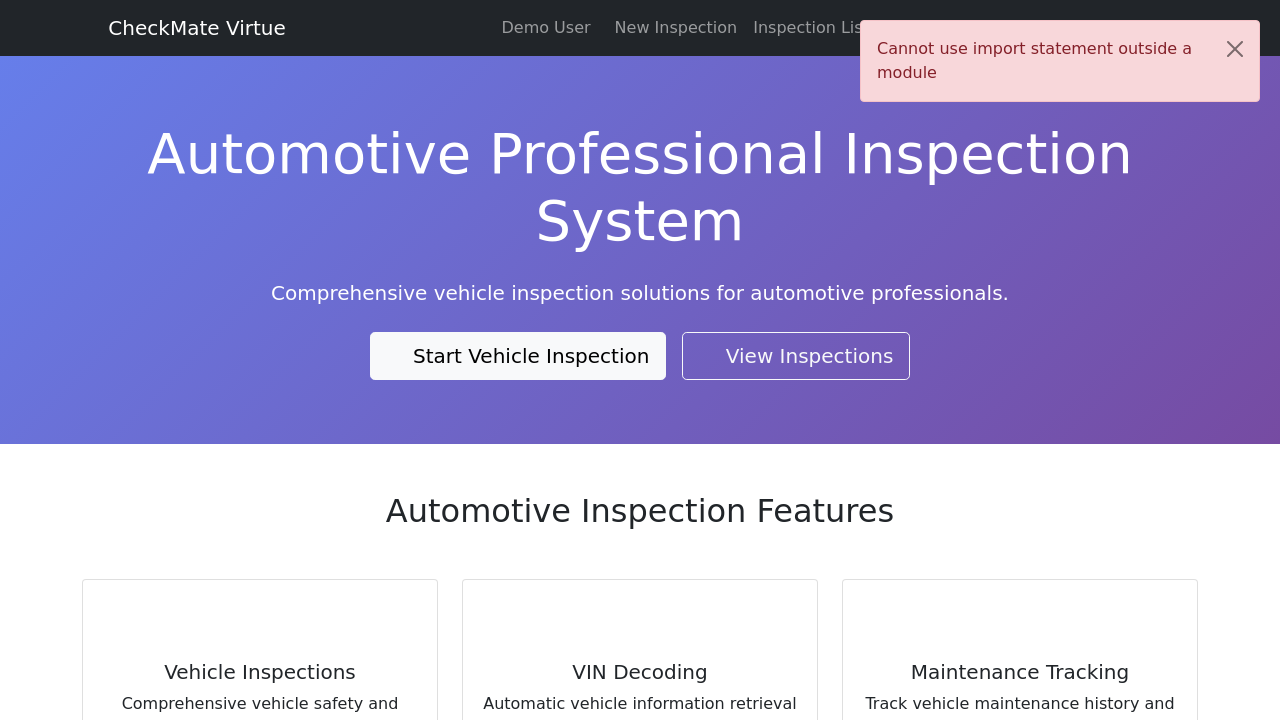 CheckMate Virtue
Demo User
New Inspection
Inspection Lis
Cannot use import statement outside a
module
Automotive Professional Inspection
System
Comprehensive vehicle inspection solutions for automotive professionals.
Start Vehicle Inspection
View Inspections
Automotive Inspection Features
Vehicle Inspections
Comprehensive vehicle safety and
VIN Decoding
Automatic vehicle information retrieval
Maintenance Tracking
Track vehicle maintenance history and